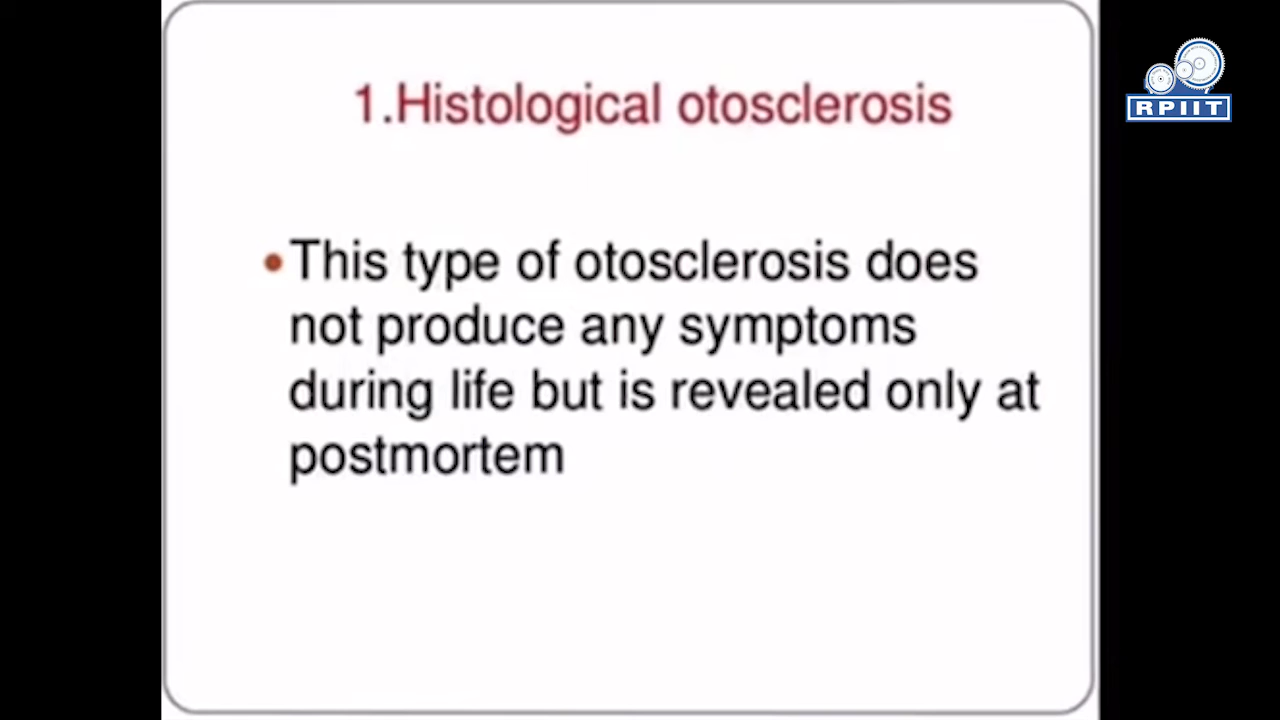 1.Histological otosclerosis
RPIIT
•This type of otosclerosis does
not produce any symptoms
during life but is revealed only at
postmortem